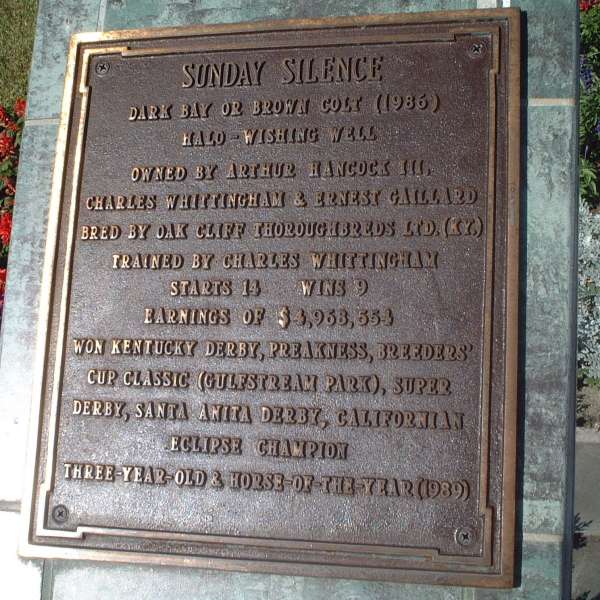 SUNDAY SILENCE
DARK BAY OR BROWN COLT (1986)
HALO - WISHING WELL
OWNED BY ARTHUR HANCOCK III,
CHARLES WHITTINGHAM & ERNEST GAILLARD
BRED BY OAK CLIFF THOROUGHBREDS LTD. (KY.)
TRAINED BY CHARLES WHITTINGHAM
STARTS 14 WINS 9
EARNINGS OF $4,968,554
WON KENTUCKY DERBY, PREAKNESS, BREEDERS'
CUP CLASSIC (GULFSTREAM PARK), SUPER
DERBY, SANTA ANITA DERBY, CALIFORNIAN
ECLIPSE CHAMPION
THREE-YEAR-OLD & HORSE-OF-THE-YEAR (1989)